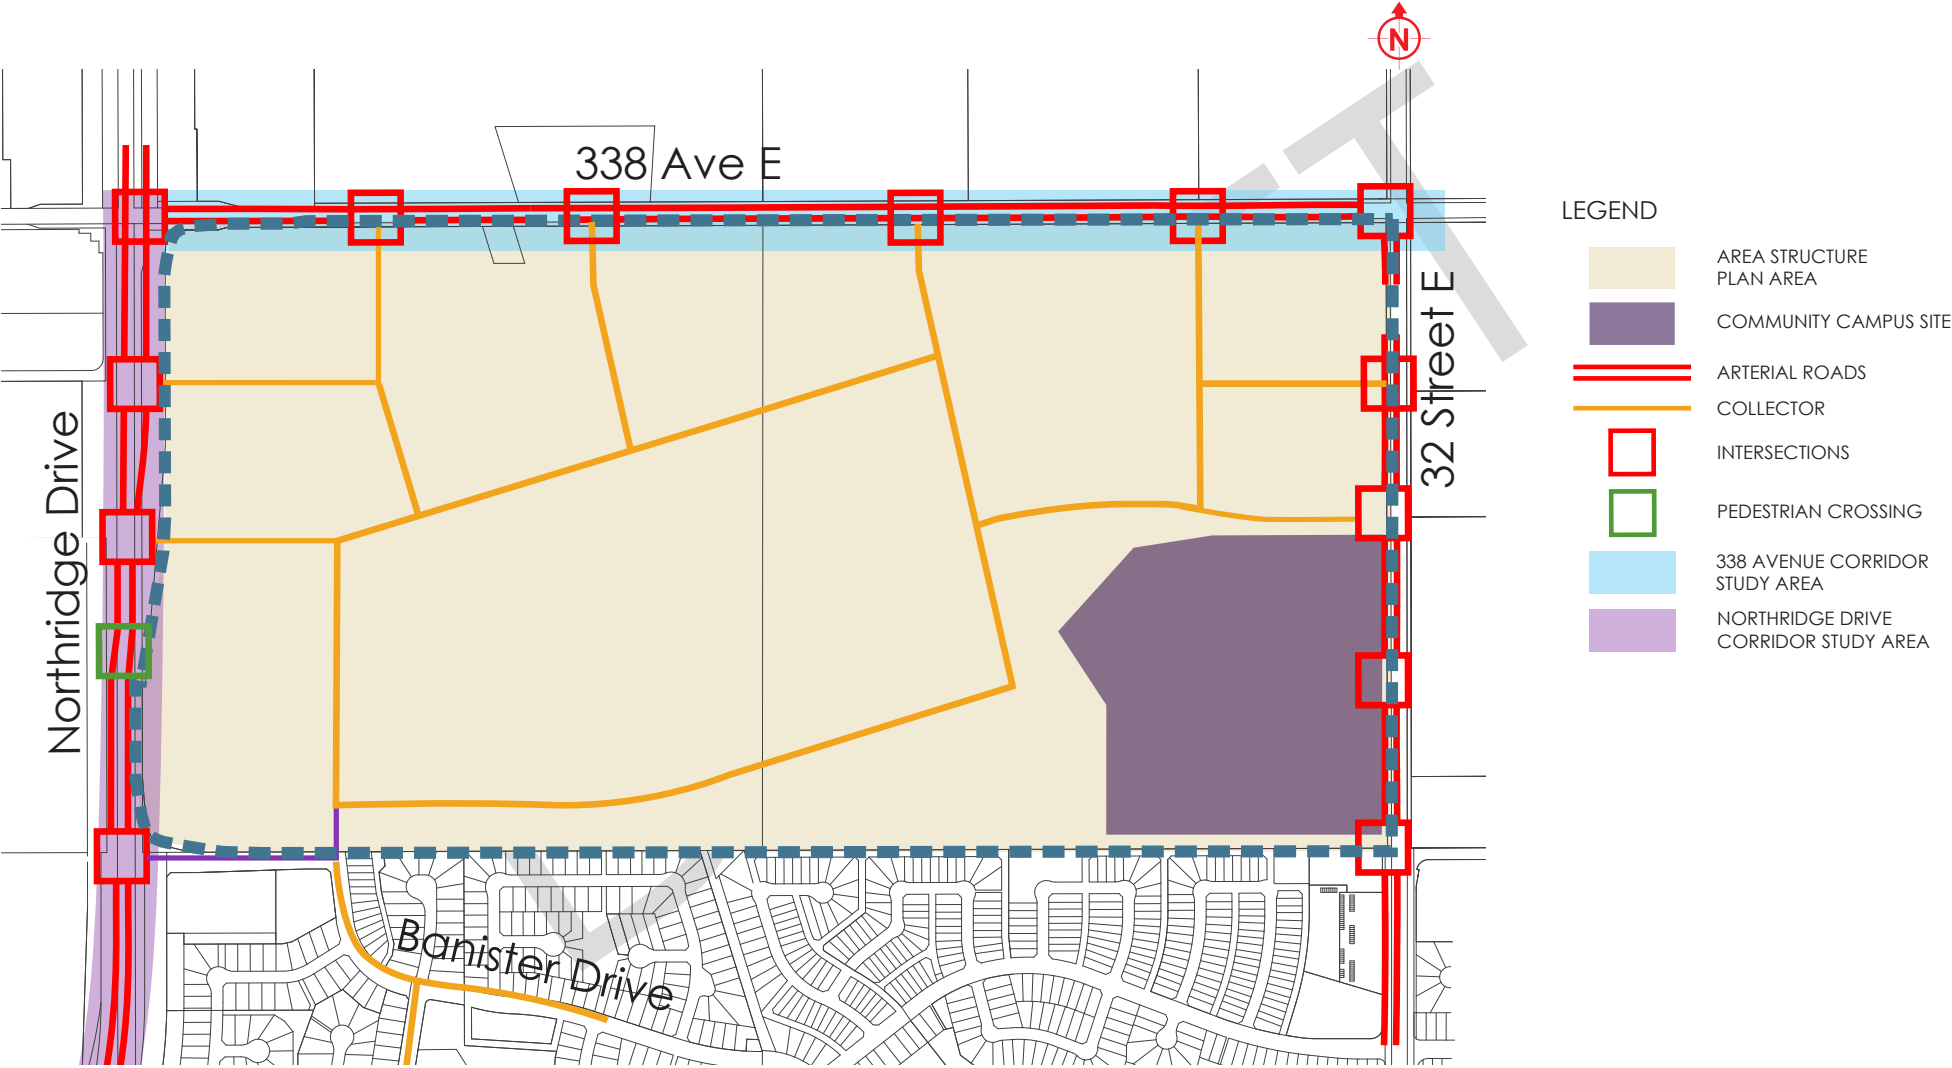 N
338 Ave E
32 Street E
Northridge Drive
Banister Drive
LEGEND
AREA STRUCTURE
PLAN AREA
COMMUNITY CAMPUS SITE
ARTERIAL ROADS
COLLECTOR
INTERSECTIONS
PEDESTRIAN CROSSING
338 AVENUE CORRIDOR
STUDY AREA
NORTHRIDGE DRIVE
CORRIDOR STUDY AREA